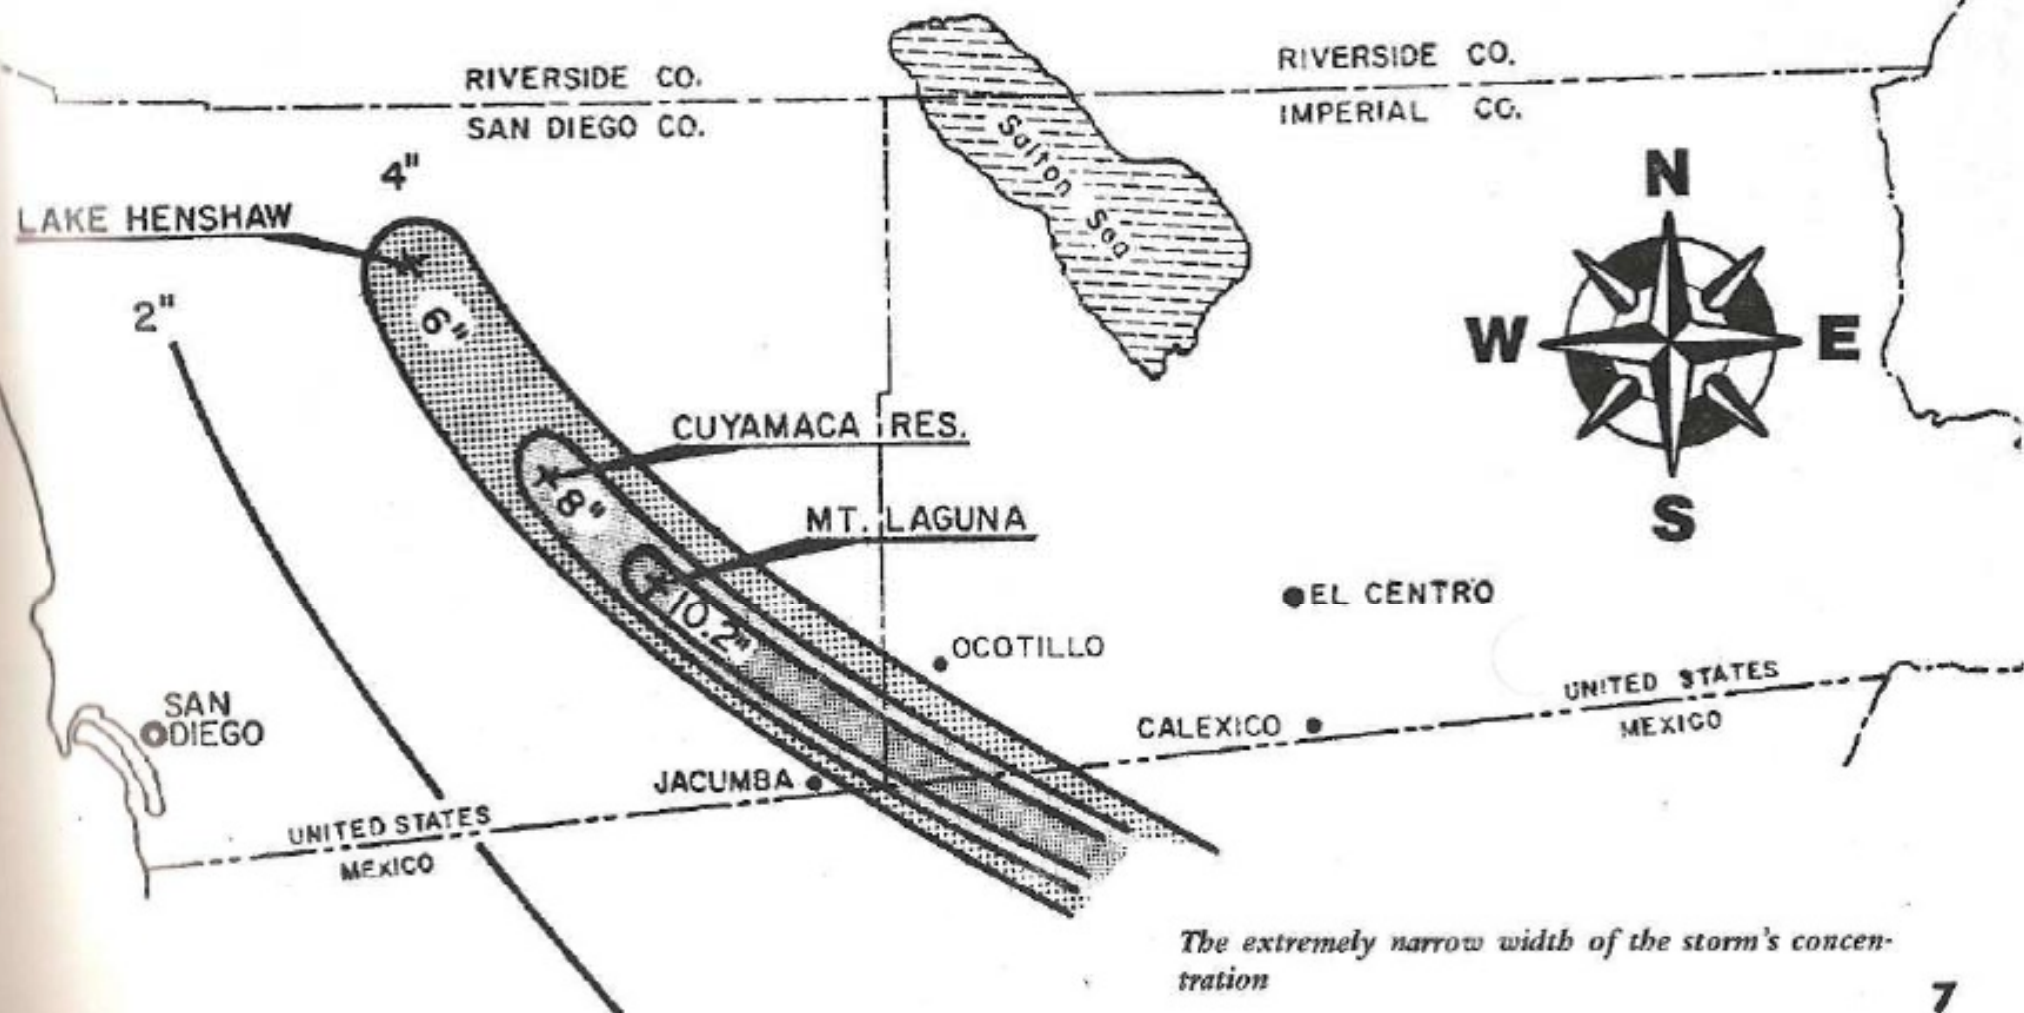 RIVERSIDE CO.
SAN DIEGO CO.
RIVERSIDE CO.
IMPERIAL CO.
Salton Sea
4"
LAKE HENSHAW
2"
6"
N
W
E
S
CUYAMACA RES.
8"
MT. LAGUNA
10.2"
EL CENTRO
OCOTILLO
SAN
DIEGO
UNITED STATES
MEXICO
CALEXICO
JACUMBA
UNITED STATES
MEXICO
The extremely narrow width of the storm's concen-
tration
7